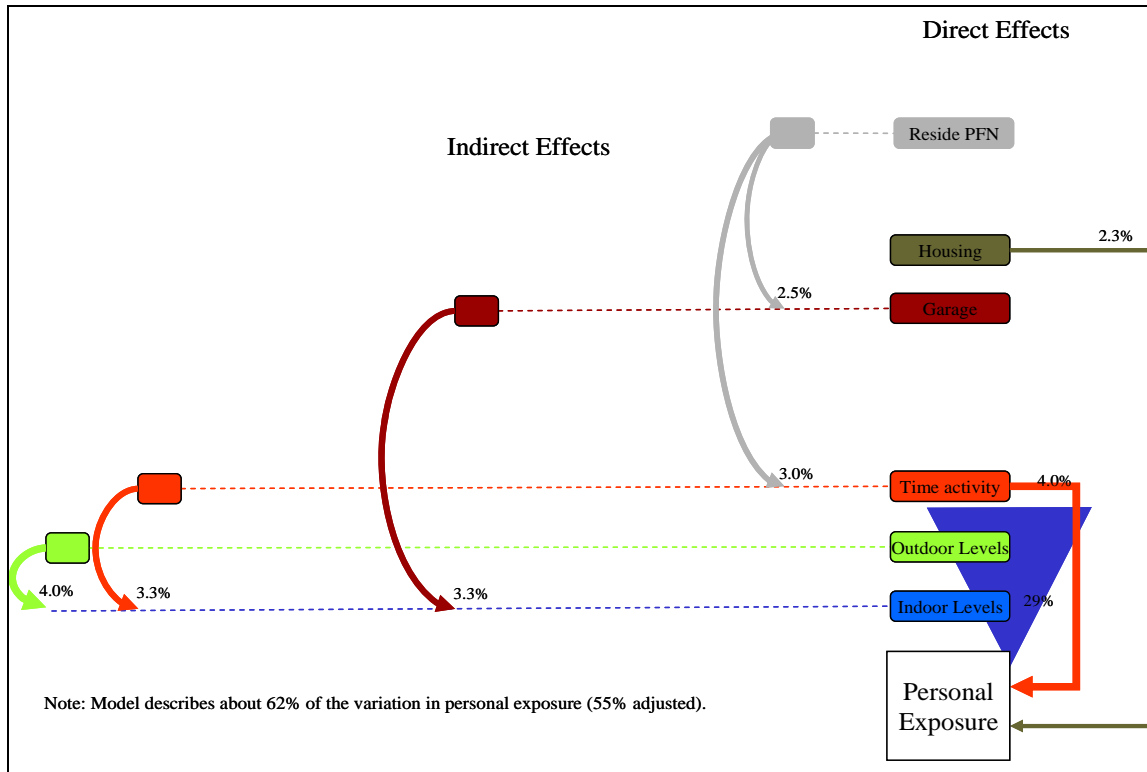 Direct Effects
Reside PFN
Indirect Effects
2.3%
Housing
2.5%
Garage
3.0%
Time activity
4.0%
Outdoor Levels
4.0%
3.3%
3.3%
Indoor Levels
29%
Personal
Exposure
Note: Model describes about 62% of the variation in personal exposure (55% adjusted).